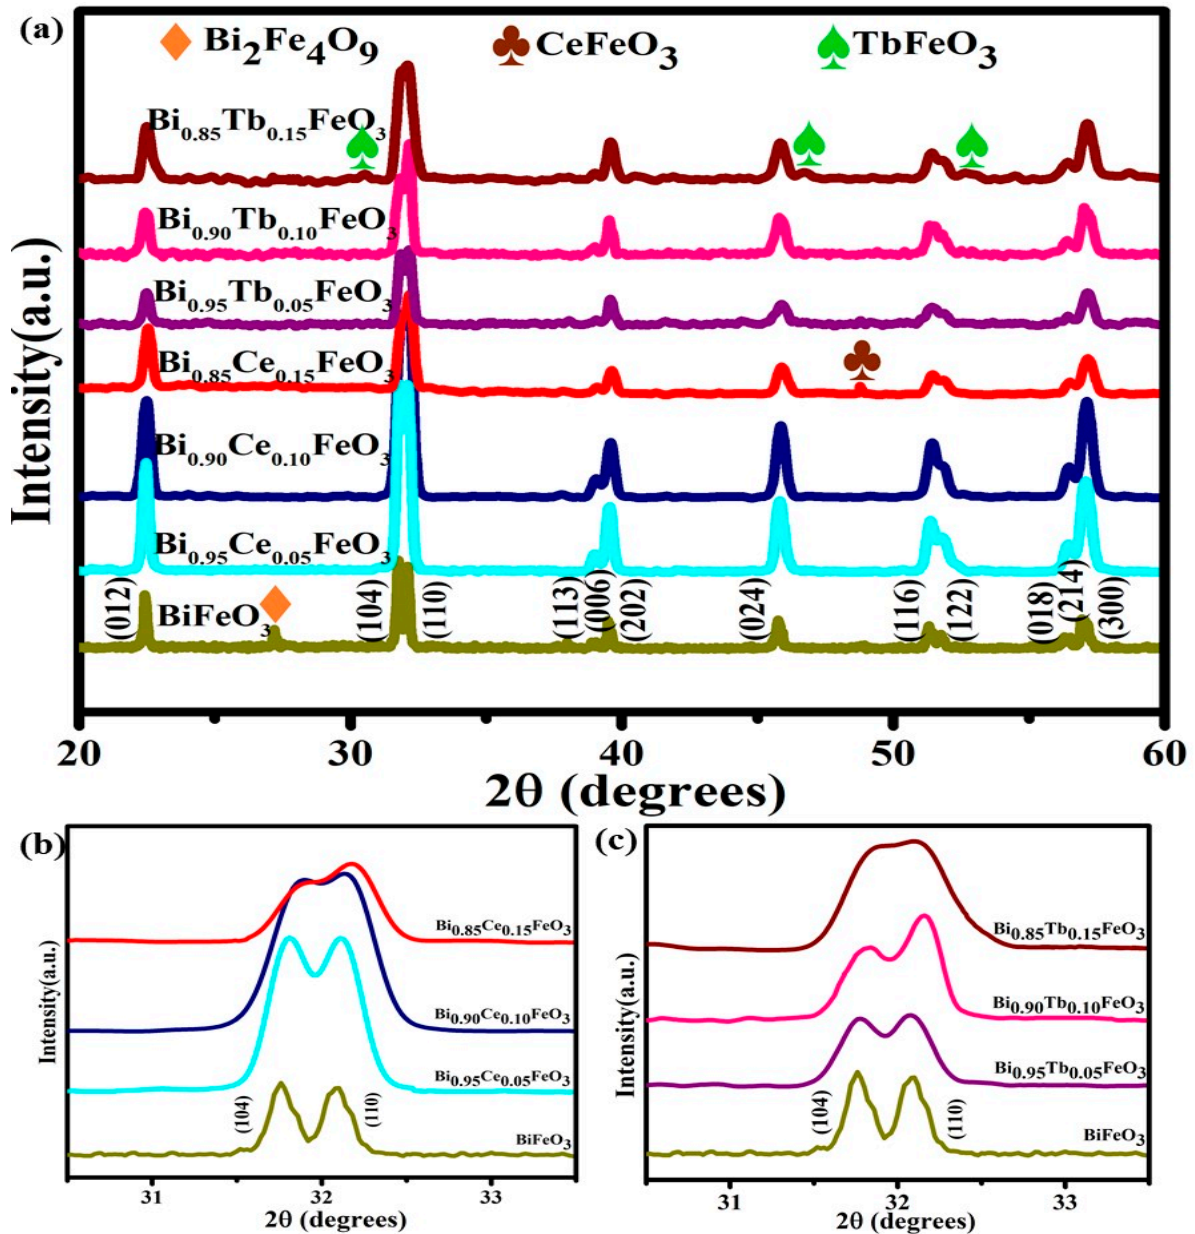 (a)
Bi₂Fe₄O₉ CeFeO₃ TbFeO₃
Bi₀.₈₅Tb₀.₁₅FeO₃
Bi₀.₉₀Tb₀.₁₀FeO₃
Bi₀.₉₅Tb₀.₀₅FeO₃
Bi₀.₈₅Ce₀.₁₅FeO₃
Bi₀.₉₀Ce₀.₁₀FeO₃
Bi₀.₉₅Ce₀.₀₅FeO₃
BiFeO₃
(012) (104) (110) (113) (006) (202) (024) (116) (122) (018) (214) (300)
Intensity(a.u.)
20 30 40 50 60
2θ (degrees)
(b)
Bi₀.₈₅Ce₀.₁₅FeO₃
Bi₀.₉₀Ce₀.₁₀FeO₃
Bi₀.₉₅Ce₀.₀₅FeO₃
(104) (110)
BiFeO₃
Intensity(a.u.)
31 32 33
2θ (degrees)
(c)
Bi₀.₈₅Tb₀.₁₅FeO₃
Bi₀.₉₀Tb₀.₁₀FeO₃
Bi₀.₉₅Tb₀.₀₅FeO₃
(104) (110)
BiFeO₃
Intensity(a.u.)
31 32 33
2θ (degrees)